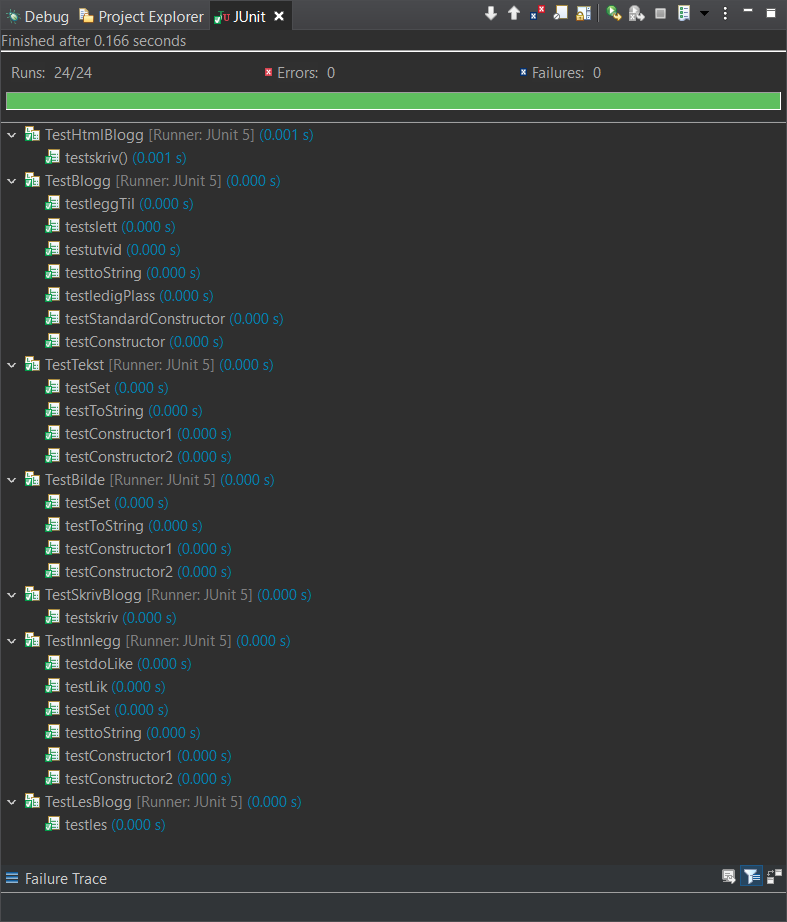 Debug Project Explorer JUnit
Finished after 0.166 seconds
Runs: 24/24 Errors: 0 Failures: 0
TestHtmlBlogg [Runner: JUnit 5] (0.001 s)
testskriv() (0.001 s)
TestBlogg [Runner: JUnit 5] (0.000 s)
testleggTil (0.000 s)
testslett (0.000 s)
testutvid (0.000 s)
testtoString (0.000 s)
testledigPlass (0.000 s)
testStandardConstructor (0.000 s)
testConstructor (0.000 s)
TestTekst [Runner: JUnit 5] (0.000 s)
testSet (0.000 s)
testToString (0.000 s)
testConstructor1 (0.000 s)
testConstructor2 (0.000 s)
TestBilde [Runner: JUnit 5] (0.000 s)
testSet (0.000 s)
testToString (0.000 s)
testConstructor1 (0.000 s)
testConstructor2 (0.000 s)
TestSkrivBlogg [Runner: JUnit 5] (0.000 s)
testskriv (0.000 s)
TestInnlegg [Runner: JUnit 5] (0.000 s)
testdoLike (0.000 s)
testLik (0.000 s)
testSet (0.000 s)
testtoString (0.000 s)
testConstructor1 (0.000 s)
testConstructor2 (0.000 s)
TestLesBlogg [Runner: JUnit 5] (0.000 s)
testles (0.000 s)
Failure Trace